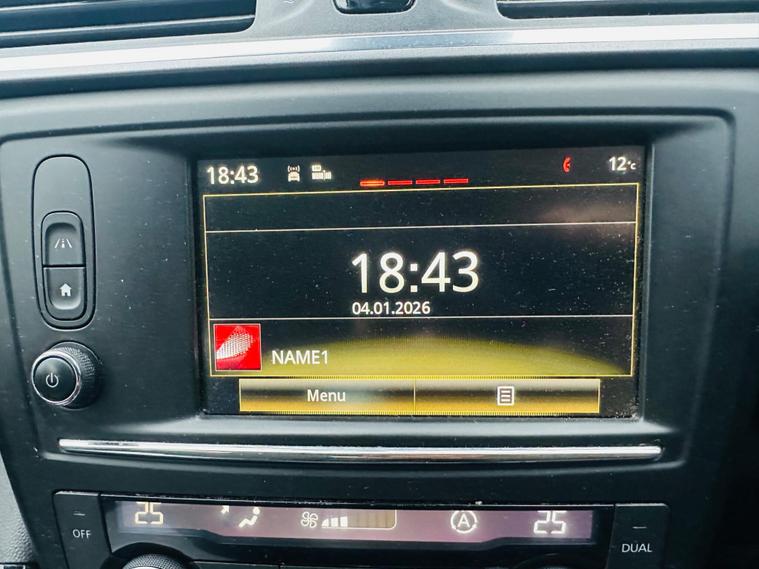 18:43 12°C
18:43
04.01.2026
NAME1
Menu
25 A 25
OFF
DUAL